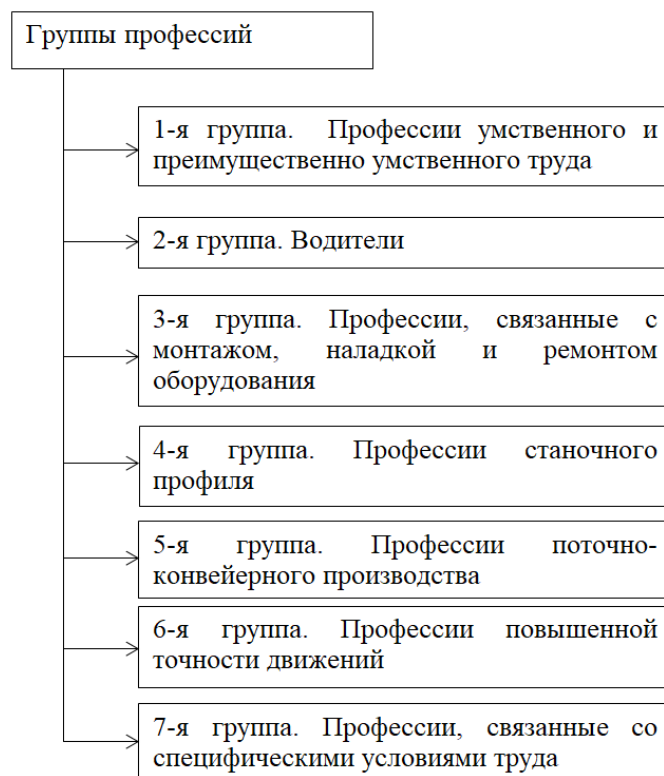 Группы профессий
1-я группа. Профессии умственного и
преимущественно умственного труда
2-я группа. Водители
3-я группа. Профессии, связанные с
монтажом, наладкой и ремонтом
оборудования
4-я группа. Профессии станочного
профиля
5-я группа. Профессии поточно-
конвейерного производства
6-я группа. Профессии повышенной
точности движений
7-я группа. Профессии, связанные со
специфическими условиями труда